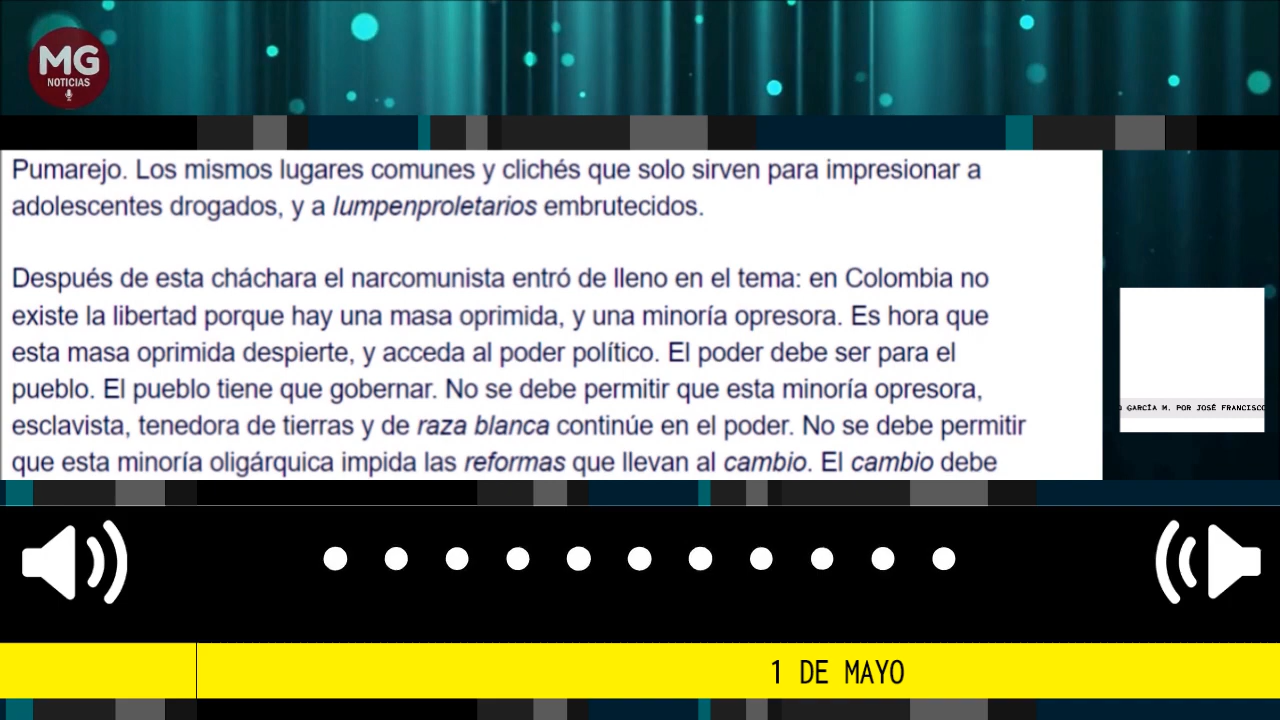 MG
NOTICIAS
Pumarejo. Los mismos lugares comunes y clichés que solo sirven para impresionar a
adolescentes drogados, y a lumpenproletarios embrutecidos.
Después de esta cháchara el narcomunista entró de lleno en el tema: en Colombia no
existe la libertad porque hay una masa oprimida, y una minoría opresora. Es hora que
esta masa oprimida despierte, y acceda al poder político. El poder debe ser para el
pueblo. El pueblo tiene que gobernar. No se debe permitir que esta minoría opresora,
esclavista, tenedora de tierras y de raza blanca continúe en el poder. No se debe permitir
que esta minoría oligárquica impida las reformas que llevan al cambio. El cambio debe
GARCÍA M. POR JOSÉ FRANCISCO
1 DE MAYO